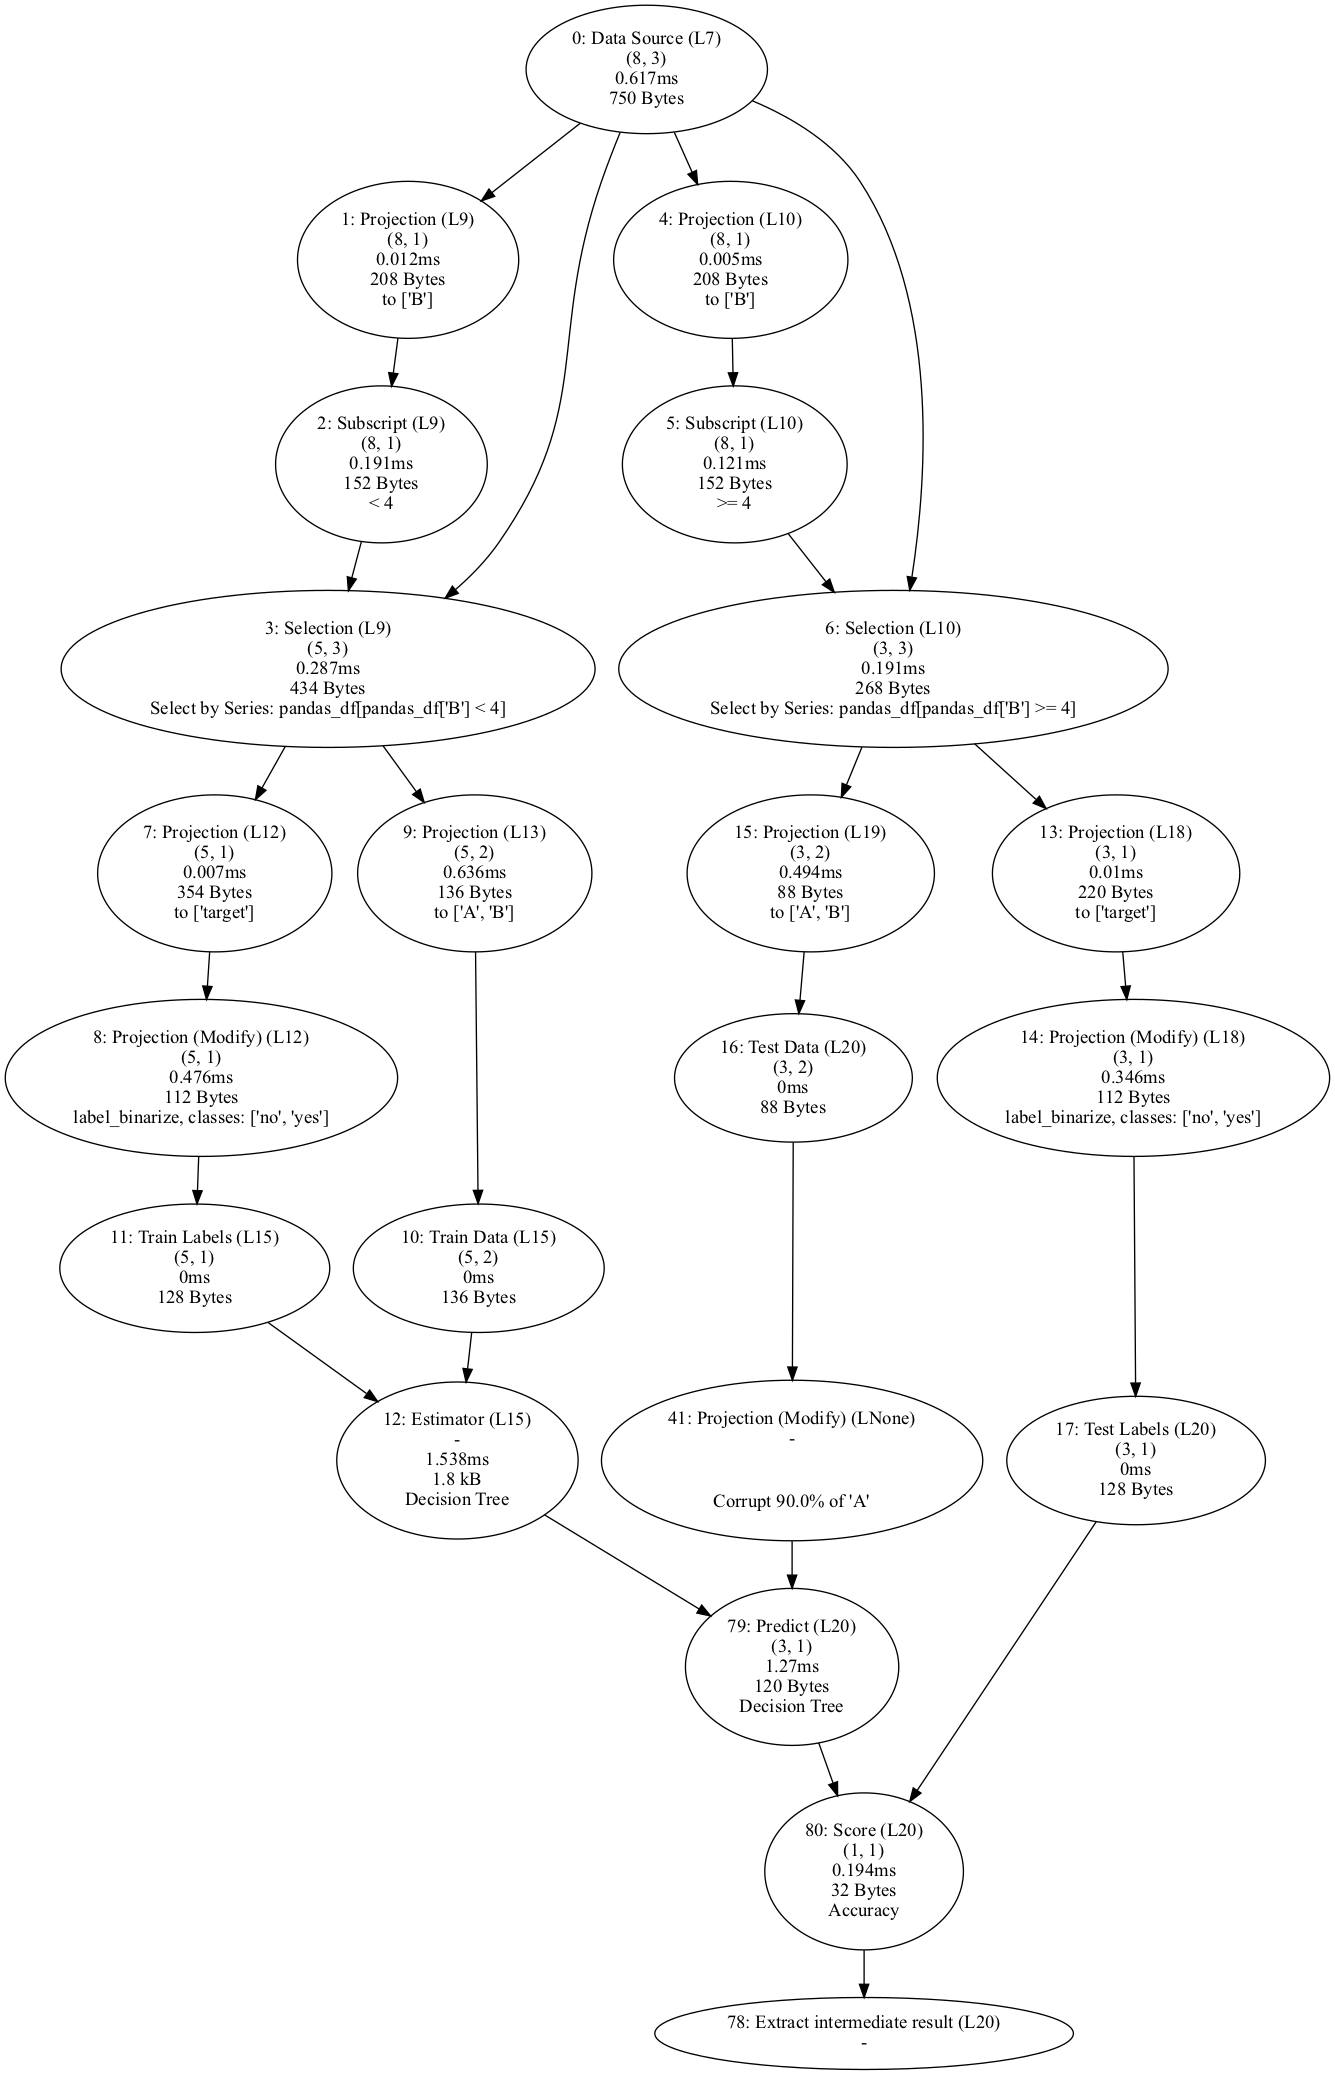 0: Data Source (L7)
(8, 3)
0.617ms
750 Bytes
1: Projection (L9)
(8, 1)
0.012ms
208 Bytes
to ['B']
4: Projection (L10)
(8, 1)
0.005ms
208 Bytes
to ['B']
2: Subscript (L9)
(8, 1)
0.191ms
152 Bytes
< 4
5: Subscript (L10)
(8, 1)
0.121ms
152 Bytes
>= 4
3: Selection (L9)
(5, 3)
0.287ms
434 Bytes
Select by Series: pandas_df[pandas_df['B'] < 4]
6: Selection (L10)
(3, 3)
0.191ms
268 Bytes
Select by Series: pandas_df[pandas_df['B'] >= 4]
7: Projection (L12)
(5, 1)
0.007ms
354 Bytes
to ['target']
9: Projection (L13)
(5, 2)
0.636ms
136 Bytes
to ['A', 'B']
15: Projection (L19)
(3, 2)
0.494ms
88 Bytes
to ['A', 'B']
13: Projection (L18)
(3, 1)
0.01ms
220 Bytes
to ['target']
8: Projection (Modify) (L12)
(5, 1)
0.476ms
112 Bytes
label_binarize, classes: ['no', 'yes']
16: Test Data (L20)
(3, 2)
0ms
88 Bytes
14: Projection (Modify) (L18)
(3, 1)
0.346ms
112 Bytes
label_binarize, classes: ['no', 'yes']
11: Train Labels (L15)
(5, 1)
0ms
128 Bytes
10: Train Data (L15)
(5, 2)
0ms
136 Bytes
12: Estimator (L15)
-
1.538ms
1.8 kB
Decision Tree
41: Projection (Modify) (LNone)
-
Corrupt 90.0% of 'A'
17: Test Labels (L20)
(3, 1)
0ms
128 Bytes
79: Predict (L20)
(3, 1)
1.27ms
120 Bytes
Decision Tree
80: Score (L20)
(1, 1)
0.194ms
32 Bytes
Accuracy
78: Extract intermediate result (L20)
-